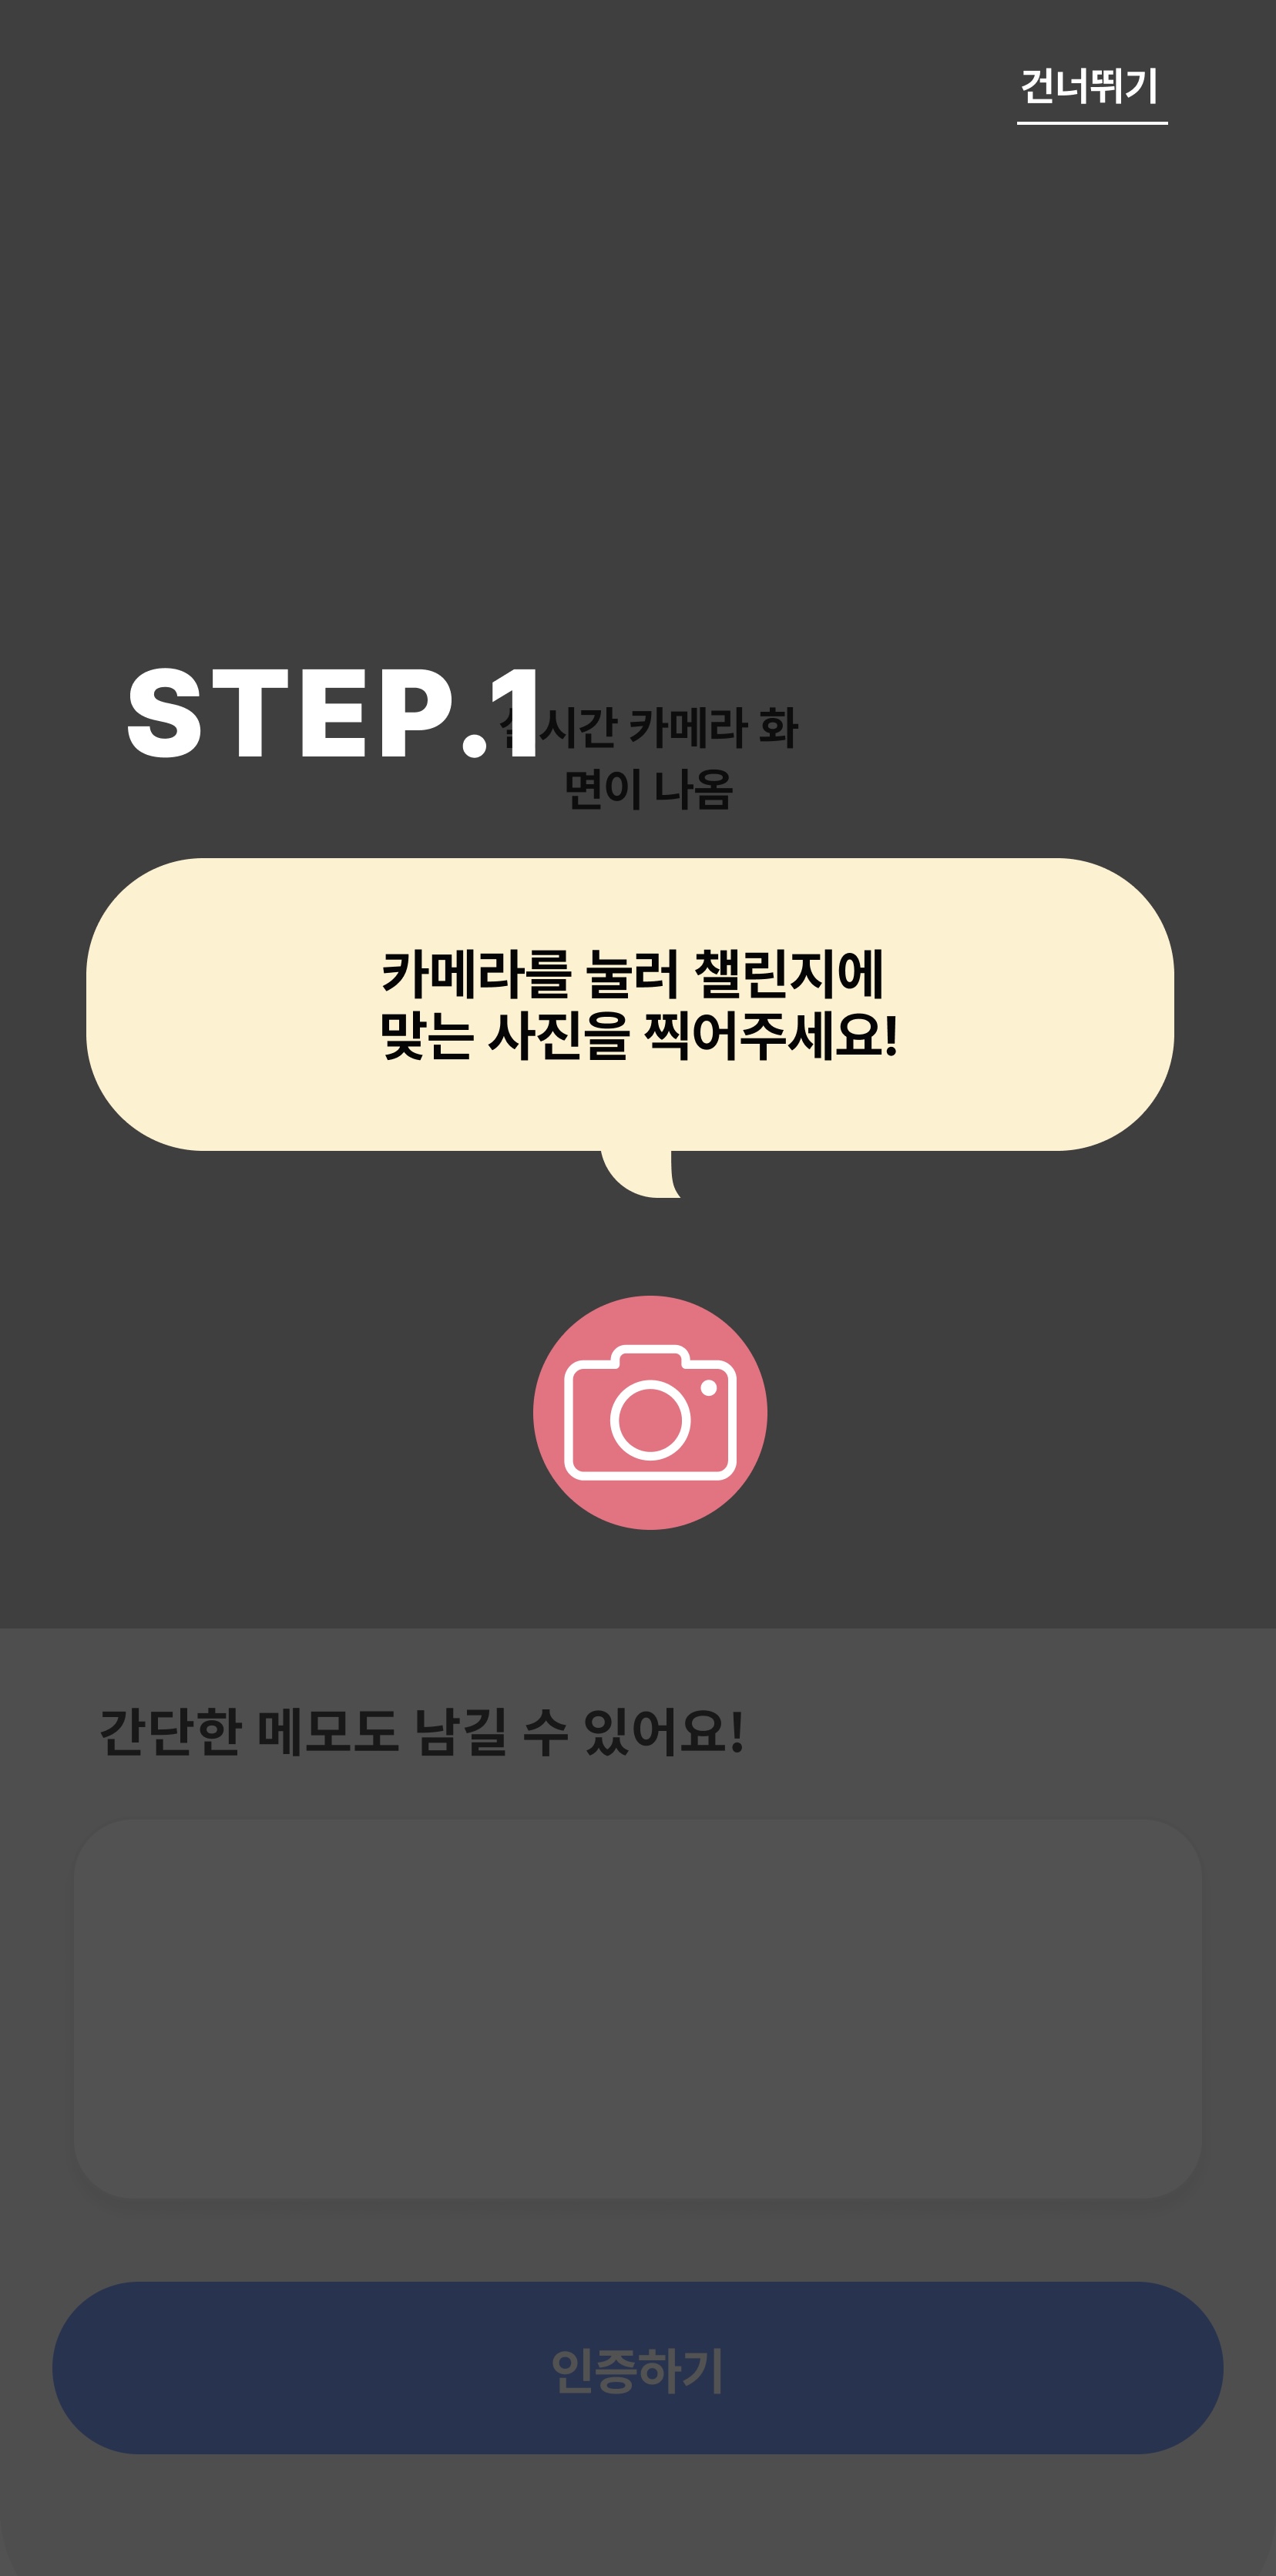 건너뛰기
STEP.1
시간 카메라 화
면이 나옴
카메라를 눌러 챌린지에
맞는 사진을 찍어주세요!
간단한 메모도 남길 수 있어요!
인증하기